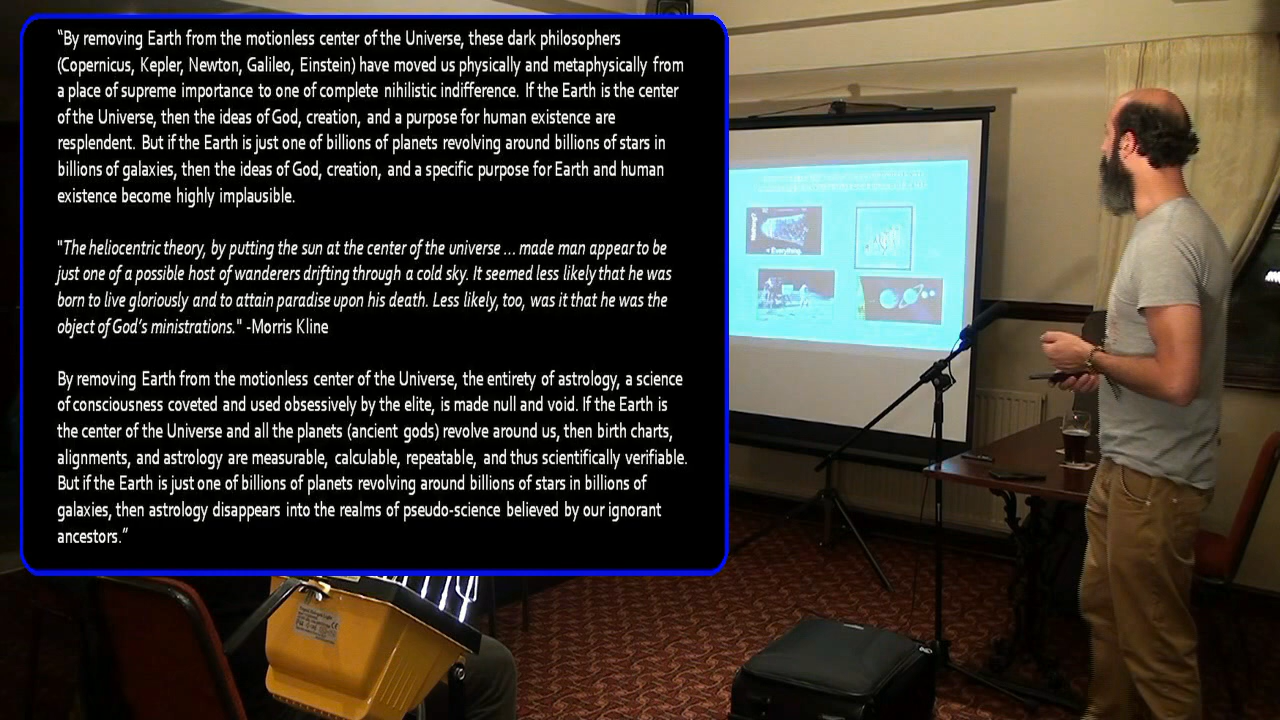 “By removing Earth from the motionless center of the Universe, these dark philosophers
(Copernicus, Kepler, Newton, Galileo, Einstein) have moved us physically and metaphysically from
a place of supreme importance to one of complete nihilistic indifference. If the Earth is the center
of the Universe, then the ideas of God, creation, and a purpose for human existence are
resplendent. But if the Earth is just one of billions of planets revolving around billions of stars in
billions of galaxies, then the ideas of God, creation, and a specific purpose for Earth and human
existence become highly implausible.
"The heliocentric theory, by putting the sun at the center of the universe ... made man appear to be
just one of a possible host of wanderers drifting through a cold sky. It seemed less likely that he was
born to live gloriously and to attain paradise upon his death. Less likely, too, was it that he was the
object of God’s ministrations." -Morris Kline
By removing Earth from the motionless center of the Universe, the entirety of astrology, a science
of consciousness coveted and used obsessively by the elite, is made null and void. If the Earth is
the center of the Universe and all the planets (ancient gods) revolve around us, then birth charts,
alignments, and astrology are measurable, calculable, repeatable, and thus scientifically verifiable.
But if the Earth is just one of billions of planets revolving around billions of stars in billions of
galaxies, then astrology disappears into the realms of pseudo-science believed by our ignorant
ancestors.”
Everything